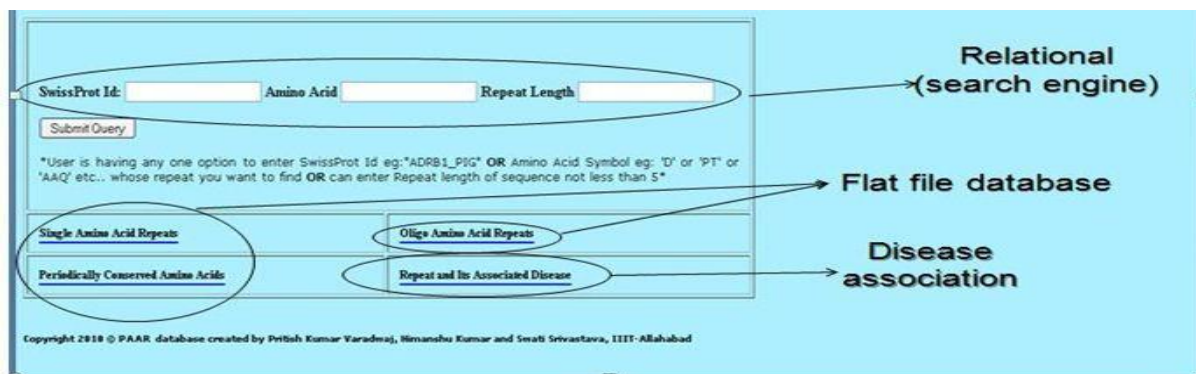 Relational
(search engine)
SwissProt Id: Amino Acid Repeat Length
Submit Query
*User is having any one option to enter SwissProt Id eg:"ADRB1_PIG" OR Amino Acid Symbol eg: 'D' or 'PT' or
'AAQ' etc.. whose repeat you want to find OR can enter Repeat length of sequence not less than 5*
Flat file database
Single Amino Acid Repeats Oligo Amino Acid Repeats
Disease
association
Periodically Conserved Amino Acids Repeat and Its Associated Disease
Copyright 2010 © PAAR database created by Pritish Kumar Varadwaj, Himanshu Kumar and Swati Srivastava, IIIT-Allahabad